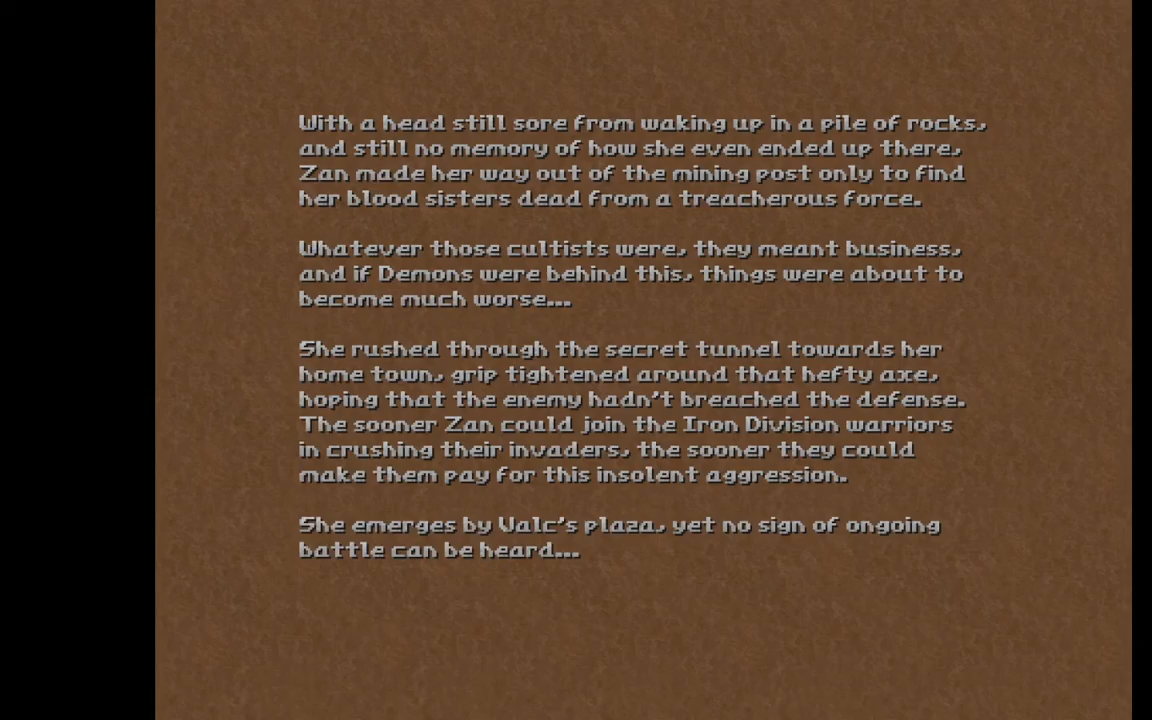 With a head still sore from waking up in a pile of rocks,
and still no memory of how she even ended up there,
Zan made her way out of the mining post only to find
her blood sisters dead from a treacherous force.
Whatever those cultists were, they meant business,
and if Demons were behind this, things were about to
become much worse...
She rushed through the secret tunnel towards her
home town, grip tightened around that hefty axe,
hoping that the enemy hadn't breached the defense.
The sooner Zan could join the Iron Division warriors
in crushing their invaders, the sooner they could
make them pay for this insolent aggression.
She emerges by Valc's plaza, yet no sign of ongoing
battle can be heard...